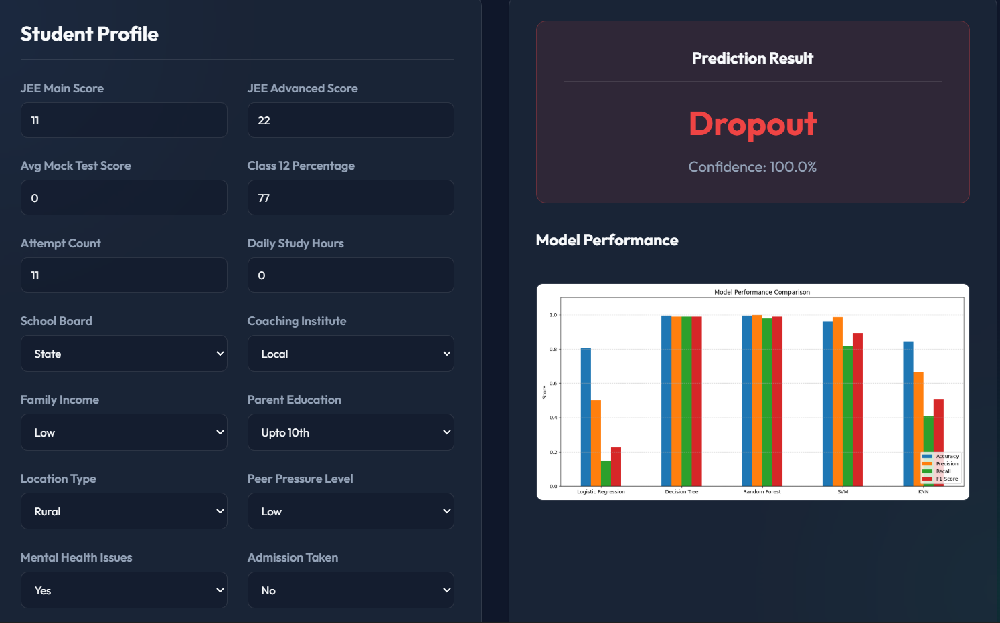 Student Profile
JEE Main Score
JEE Advanced Score
11
22
Avg Mock Test Score
Class 12 Percentage
0
77
Attempt Count
Daily Study Hours
11
0
School Board
Coaching Institute
State
Local
Family Income
Parent Education
Low
Upto 10th
Location Type
Peer Pressure Level
Rural
Low
Mental Health Issues
Admission Taken
Yes
No
Prediction Result
Dropout
Confidence: 100.0%
Model Performance
Model Performance Comparison
Score
1.0
0.8
0.6
0.4
0.2
0.0
Logistic Regression
Decision Tree
Random Forest
SVM
KNN
Accuracy
Precision
Recall
F1 Score